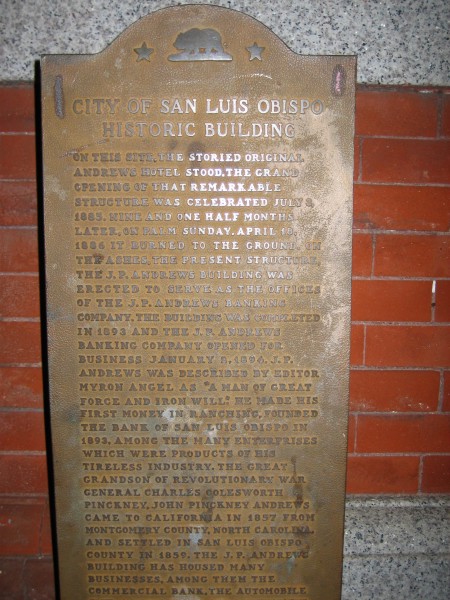 CITY OF SAN LUIS OBISPO
HISTORIC BUILDING
ON THIS SITE, THE STORIED ORIGINAL
ANDREWS HOTEL STOOD, THE GRAND
OPENING OF THAT REMARKABLE
STRUCTURE WAS CELEBRATED JULY 3,
1885. NINE AND ONE HALF MONTHS
LATER, ON PALM SUNDAY, APRIL 18,
1886 IT BURNED TO THE GROUND. IN
THE ASHES, THE PRESENT STRUCTURE,
THE J.P. ANDREWS BUILDING WAS
ERECTED TO SERVE AS THE OFFICES
OF THE J.P. ANDREWS BANKING
COMPANY, THE BUILDING WAS COMPLETED
IN 1893 AND THE J.P. ANDREWS
BANKING COMPANY OPENED FOR
BUSINESS JANUARY 1894. J.P.
ANDREWS WAS DESCRIBED BY EDITOR
MYRON ANGEL AS "A MAN OF GREAT
FORCE AND IRON WILL." HE MADE HIS
FIRST MONEY IN RANCHING, FOUNDED
THE BANK OF SAN LUIS OBISPO IN
1893, AMONG THE MANY ENTERPRISES
WHICH WERE PRODUCTS OF HIS
TIRELESS INDUSTRY. THE GREAT
GRANDSON OF REVOLUTIONARY WAR
GENERAL CHARLES COLESWORTH
PINCKNEY, JOHN PINCKNEY ANDREWS
CAME TO CALIFORNIA IN 1857 FROM
MONTGOMERY COUNTY, NORTH CAROLINA,
AND SETTLED IN SAN LUIS OBISPO
COUNTY IN 1859. THE J.P. ANDREWS
BUILDING HAS HOUSED MANY
BUSINESSES, AMONG THEM THE
COMMERCIAL BANK, THE AUTOMOBILE